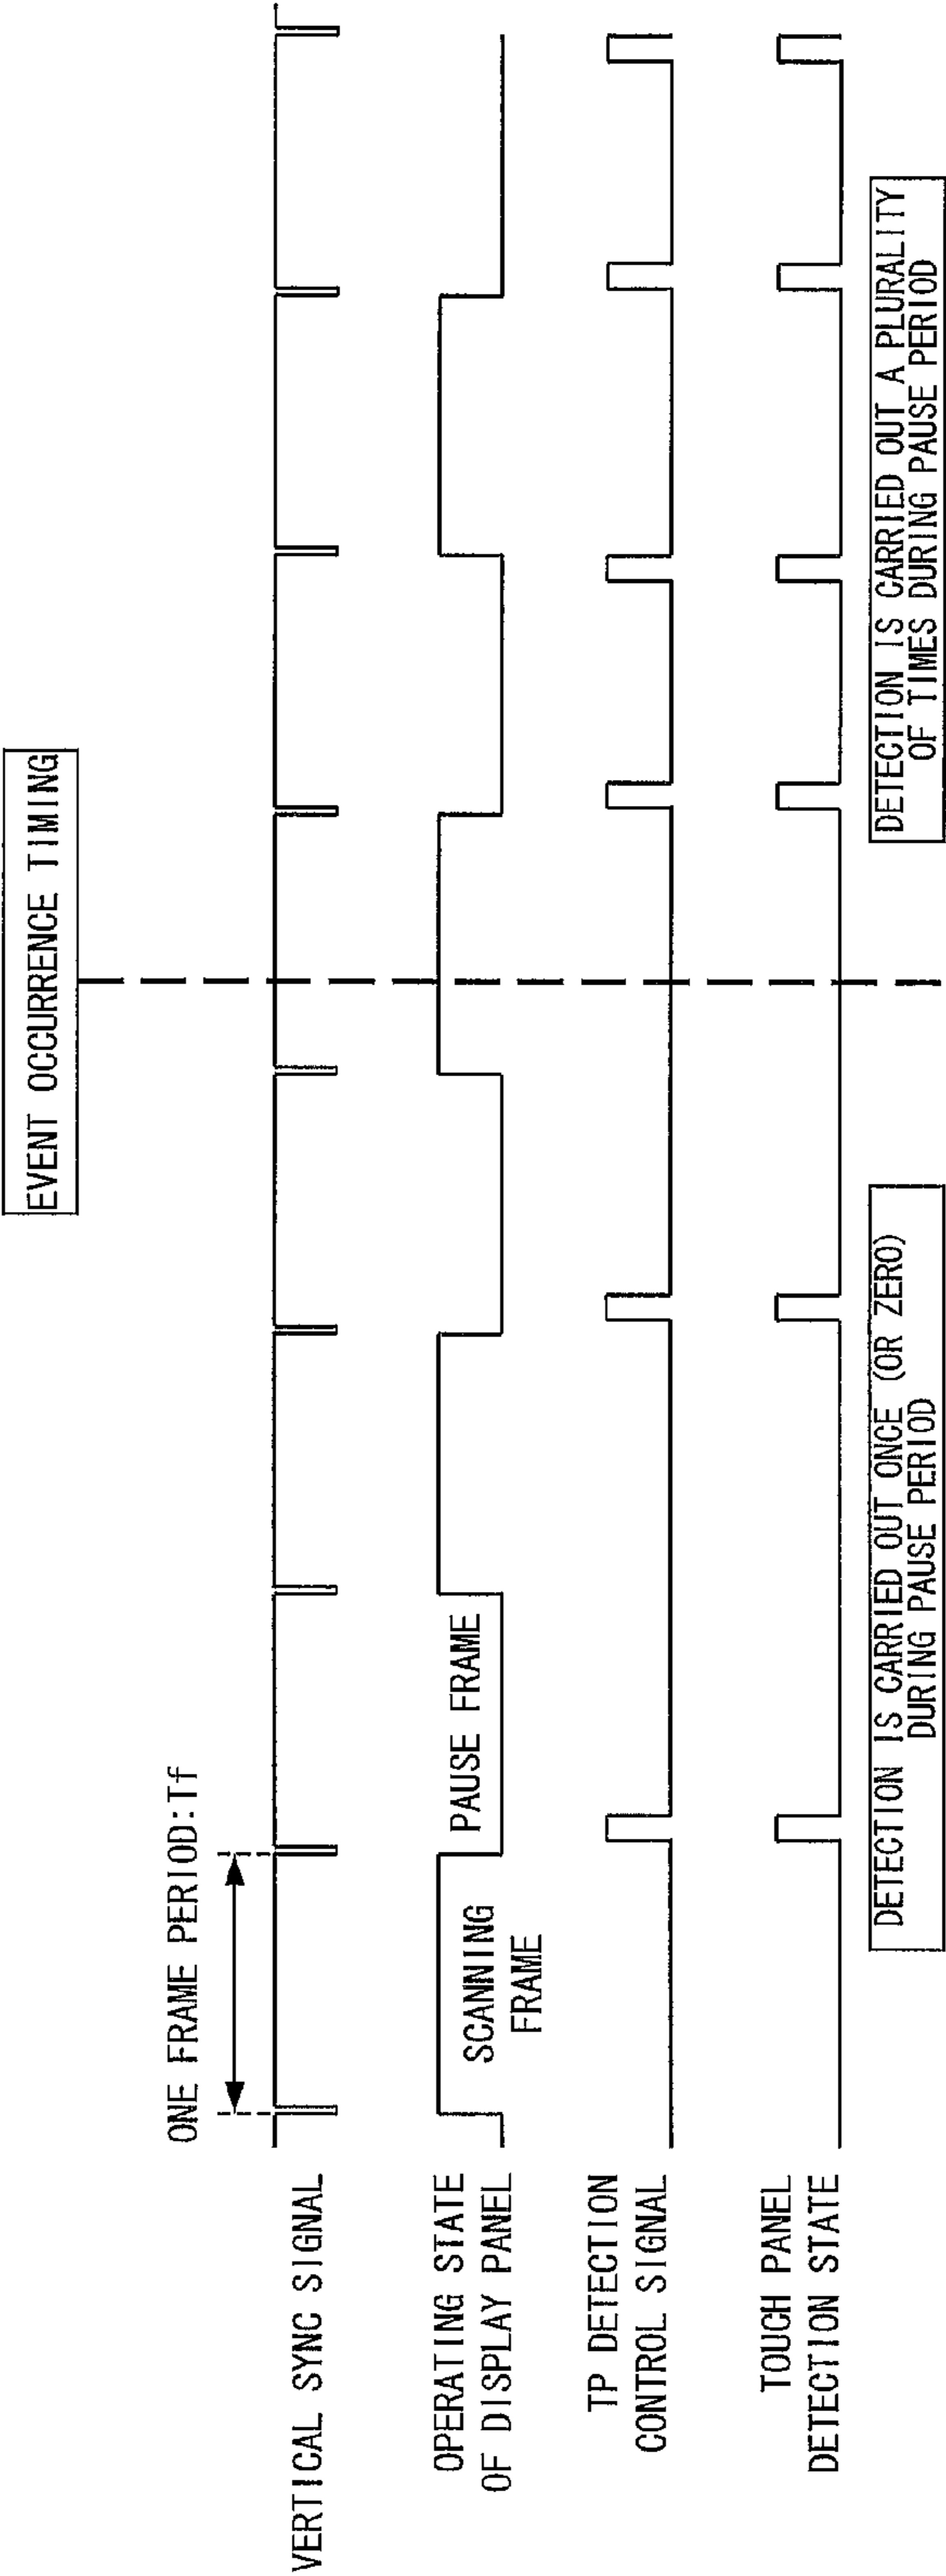 EVENT OCCURRENCE TIMING
ONE FRAME PERIOD:Tf
VERTICAL SYNC SIGNAL
OPERATING STATE
OF DISPLAY PANEL
SCANNING
FRAME
PAUSE FRAME
TP DETECTION
CONTROL SIGNAL
TOUCH PANEL
DETECTION STATE
DETECTION IS CARRIED OUT ONCE (OR ZERO)
DURING PAUSE PERIOD
DETECTION IS CARRIED OUT A PLURALITY
OF TIMES DURING PAUSE PERIOD